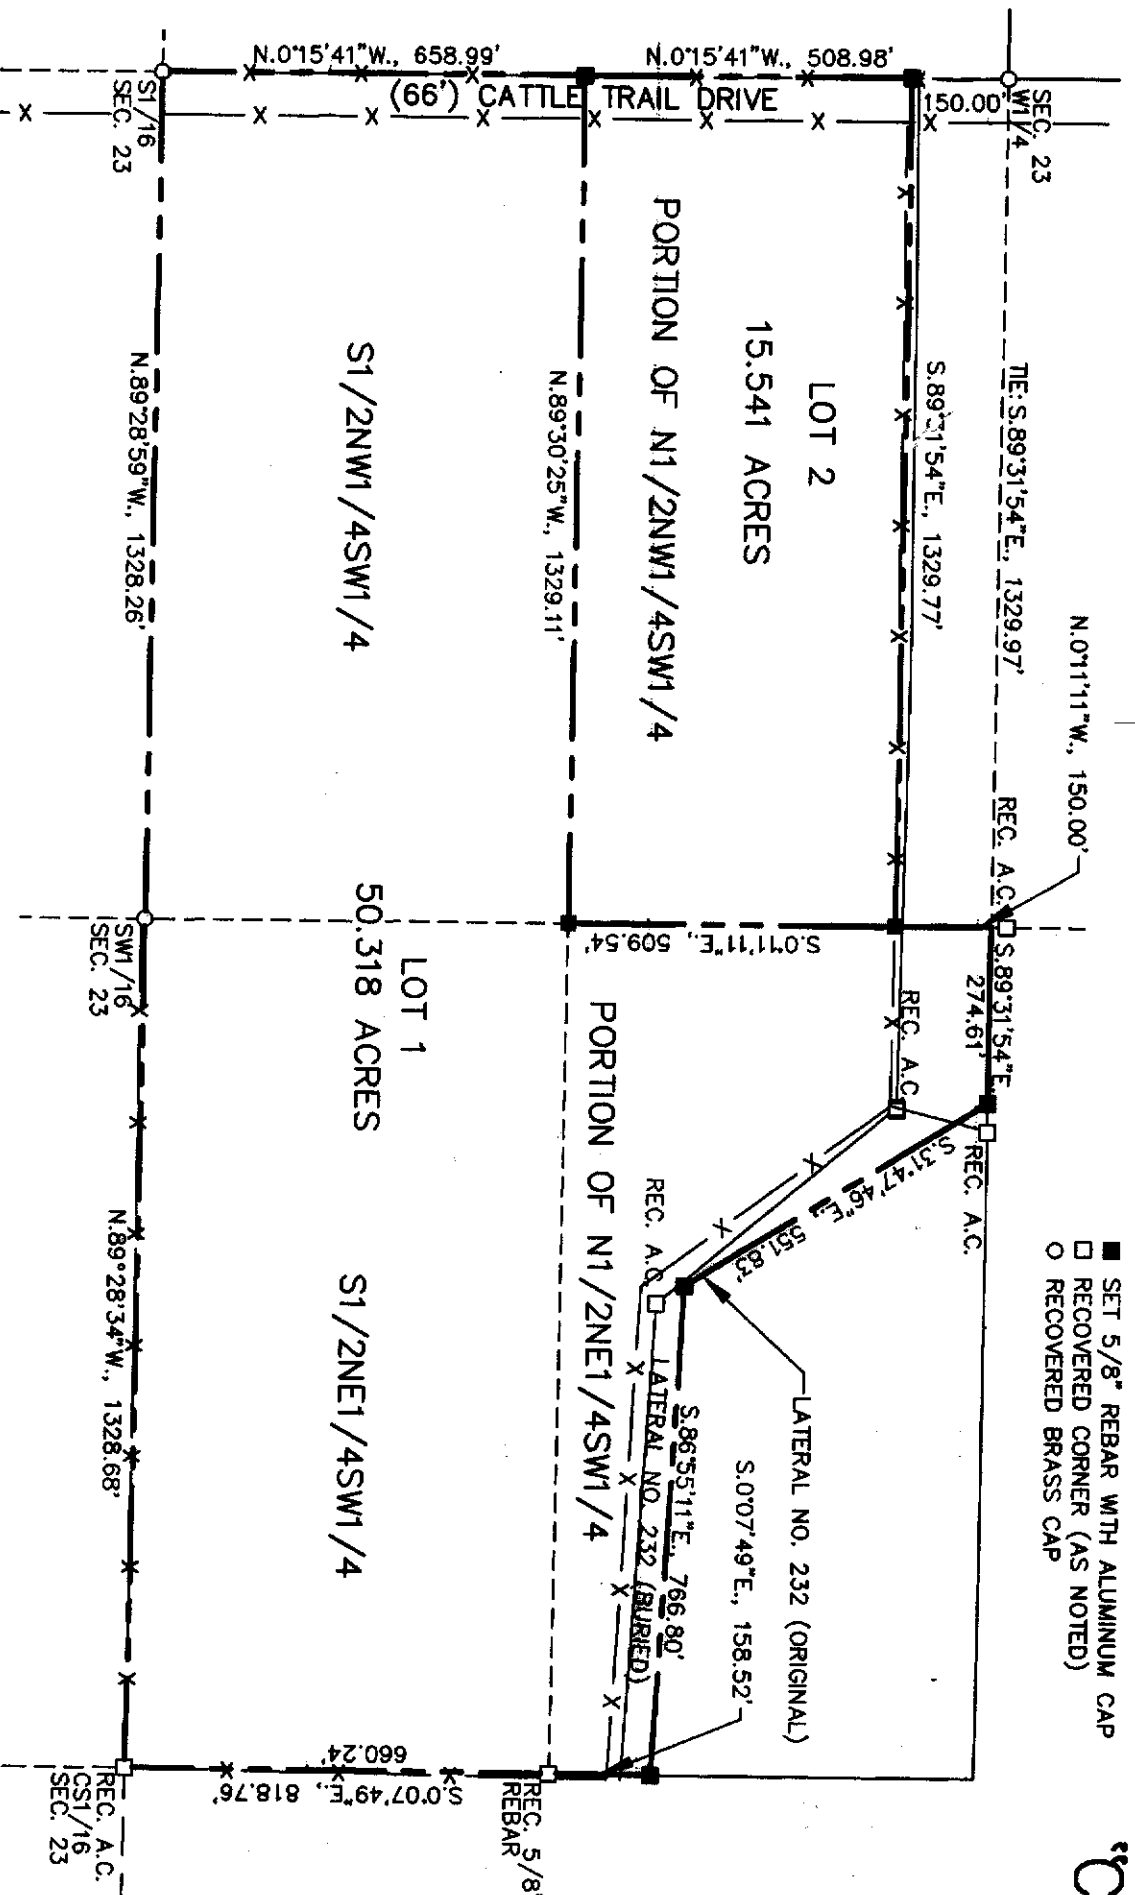 ■ SET 5/8" REBAR WITH ALUMINUM CAP
□ RECOVERED CORNER (AS NOTED)
○ RECOVERED BRASS CAP
"C
SEC. 23
W1/4
TIE: S.89°31'54"E., 1329.97'
N.0°11'11"W., 150.00'
REC. A.C.
S.89°31'54"E.
274.61'
REC. A.C.
150.00'
S.89°31'54"E., 1329.77'
REC. A.C.
S.31°47'46"E., 551.83'
LATERAL NO. 232 (ORIGINAL)
S.0°07'49"E., 158.52'
N.0°15'41"W., 508.98'
LOT 2
15.541 ACRES
PORTION OF N1/2NW1/4SW1/4
S.0°11'11"E., 509.54'
REC. A.C.
S.86°55'11"E., 766.80'
LATERAL NO. 232 (BURIED)
PORTION OF N1/2NE1/4SW1/4
(66') CATTLE TRAIL DRIVE
N.89°30'25"W., 1329.11'
REC. 5/8"
REBAR
N.0°15'41"W., 658.99'
S1/2NW1/4SW1/4
LOT 1
50.318 ACRES
S1/2NE1/4SW1/4
660.24'
S.0°07'49"E., 818.76'
S1/16
SEC. 23
N.89°28'59"W., 1328.26'
SW1/16
SEC. 23
N.89°28'34"W., 1328.68'
REC. A.C.
CS1/16
SEC. 23